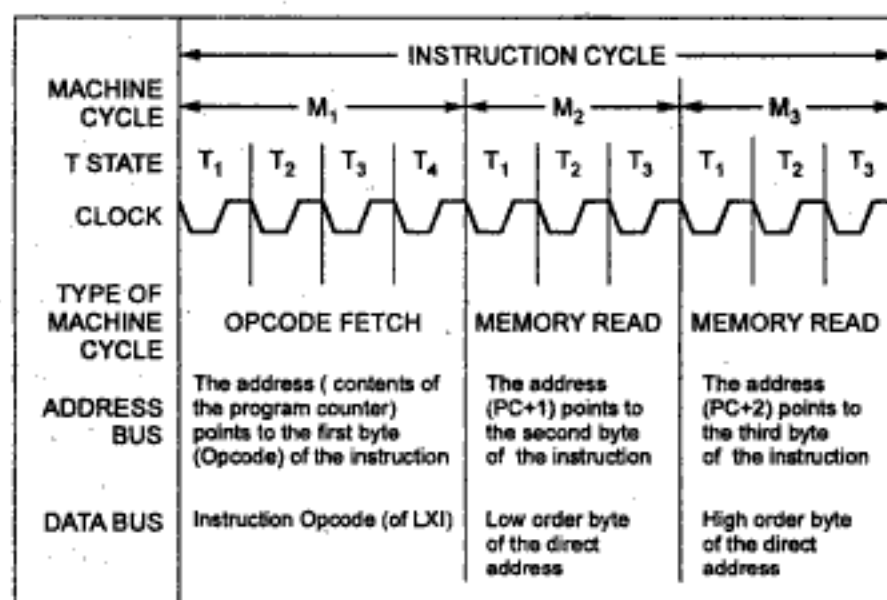 INSTRUCTION CYCLE
MACHINE
CYCLE
M1
M2
M3
T STATE
T1 T2 T3 T4 T1 T2 T3 T1 T2 T3
CLOCK
TYPE OF
MACHINE
CYCLE
OPCODE FETCH
MEMORY READ
MEMORY READ
ADDRESS
BUS
The address ( contents of
the program counter)
points to the first byte
(Opcode) of the instruction
The address
(PC+1) points to
the second byte
of the instruction
The address
(PC+2) points to
the third byte
of the instruction
DATA BUS
Instruction Opcode (of LXI)
Low order byte
of the direct
address
High order byte
of the direct
address